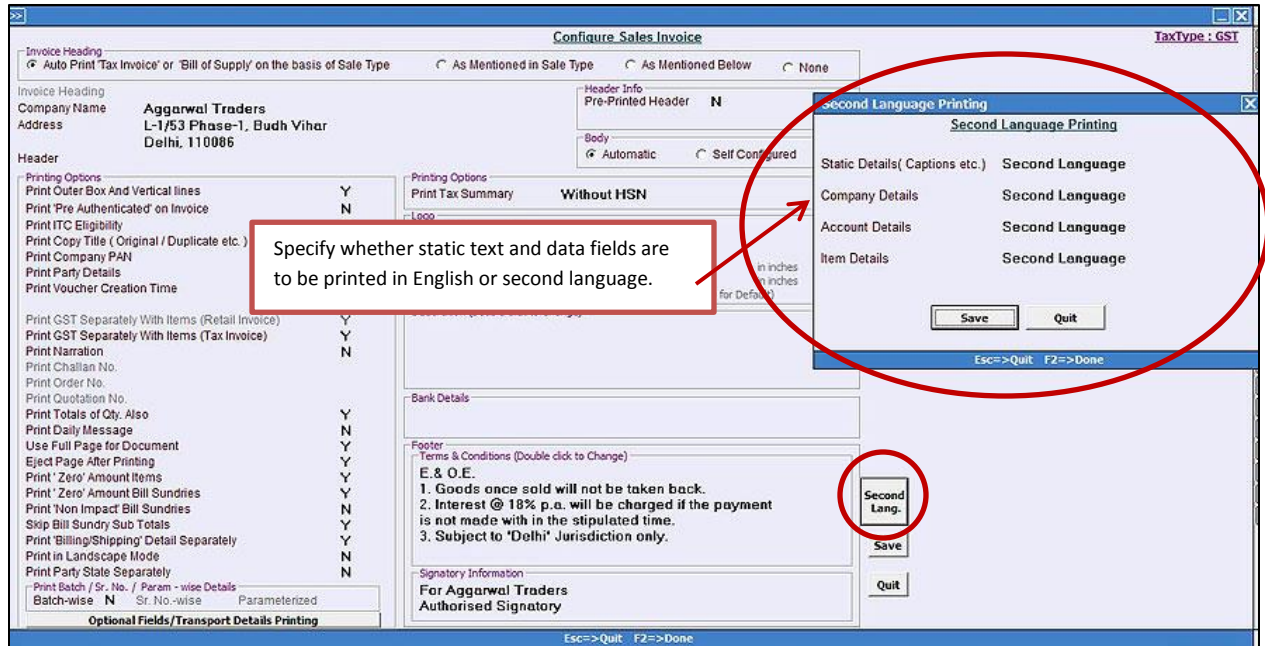 >>
Configure Sales Invoice
TaxType : GST
Invoice Heading
Auto Print 'Tax Invoice' or 'Bill of Supply' on the basis of Sale Type
As Mentioned in Sale Type
As Mentioned Below
None
Invoice Heading
Company Name Aggarwal Traders
Address L-1/53 Phase-1, Budh Vihar
Delhi, 110086
Header
Header Info
Pre-Printed Header N
Body
Automatic Self Configured
Printing Options
Print Outer Box And Vertical lines Y
Print 'Pre Authenticated' on Invoice N
Print ITC Eligibility
Print Copy Title ( Original / Duplicate etc. )
Print Company PAN
Print Party Details
Print Voucher Creation Time
Print GST Separately With Items (Retail Invoice) Y
Print GST Separately With Items (Tax Invoice) Y
Print Narration N
Print Challan No.
Print Order No.
Print Quotation No.
Print Totals of Qty. Also Y
Print Daily Message N
Use Full Page for Document Y
Eject Page After Printing Y
Print ' Zero' Amount Items Y
Print ' Zero' Amount Bill Sundries Y
Print 'Non Impact' Bill Sundries N
Skip Bill Sundry Sub Totals Y
Print 'Billing/Shipping' Detail Separately Y
Print in Landscape Mode N
Print Party State Separately N
Print Batch / Sr. No. / Param - wise Details
Batch-wise N Sr. No.-wise Parameterized
Optional Fields/Transport Details Printing
Printing Options
Print Tax Summary Without HSN
Logo
in inches
in inches
for Default)
Specify whether static text and data fields are
to be printed in English or second language.
Bank Details
Footer
Terms & Conditions (Double click to Change)
E.& O.E.
1. Goods once sold will not be taken back.
2. Interest @ 18% p.a. will be charged if the payment
is not made with in the stipulated time.
3. Subject to 'Delhi' Jurisdiction only.
Signatory Information
For Aggarwal Traders
Authorised Signatory
Second
Lang.
Save
Quit
Second Language Printing
Second Language Printing
Static Details( Captions etc.) Second Language
Company Details Second Language
Account Details Second Language
Item Details Second Language
Save Quit
Esc=>Quit F2=>Done
Esc=>Quit F2=>Done